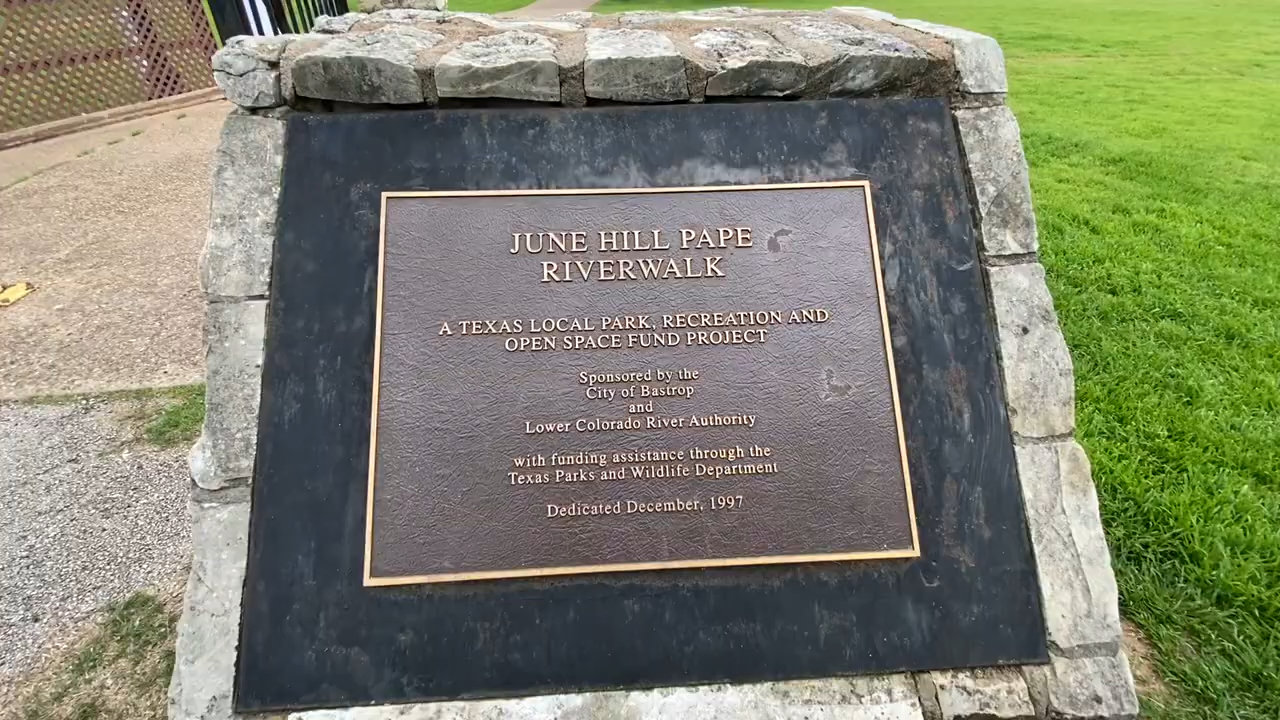 JUNE HILL PAPE
RIVERWALK
A TEXAS LOCAL PARK, RECREATION AND
OPEN SPACE FUND PROJECT
Sponsored by the
City of Bastrop
and
Lower Colorado River Authority
with funding assistance through the
Texas Parks and Wildlife Department
Dedicated December, 1997